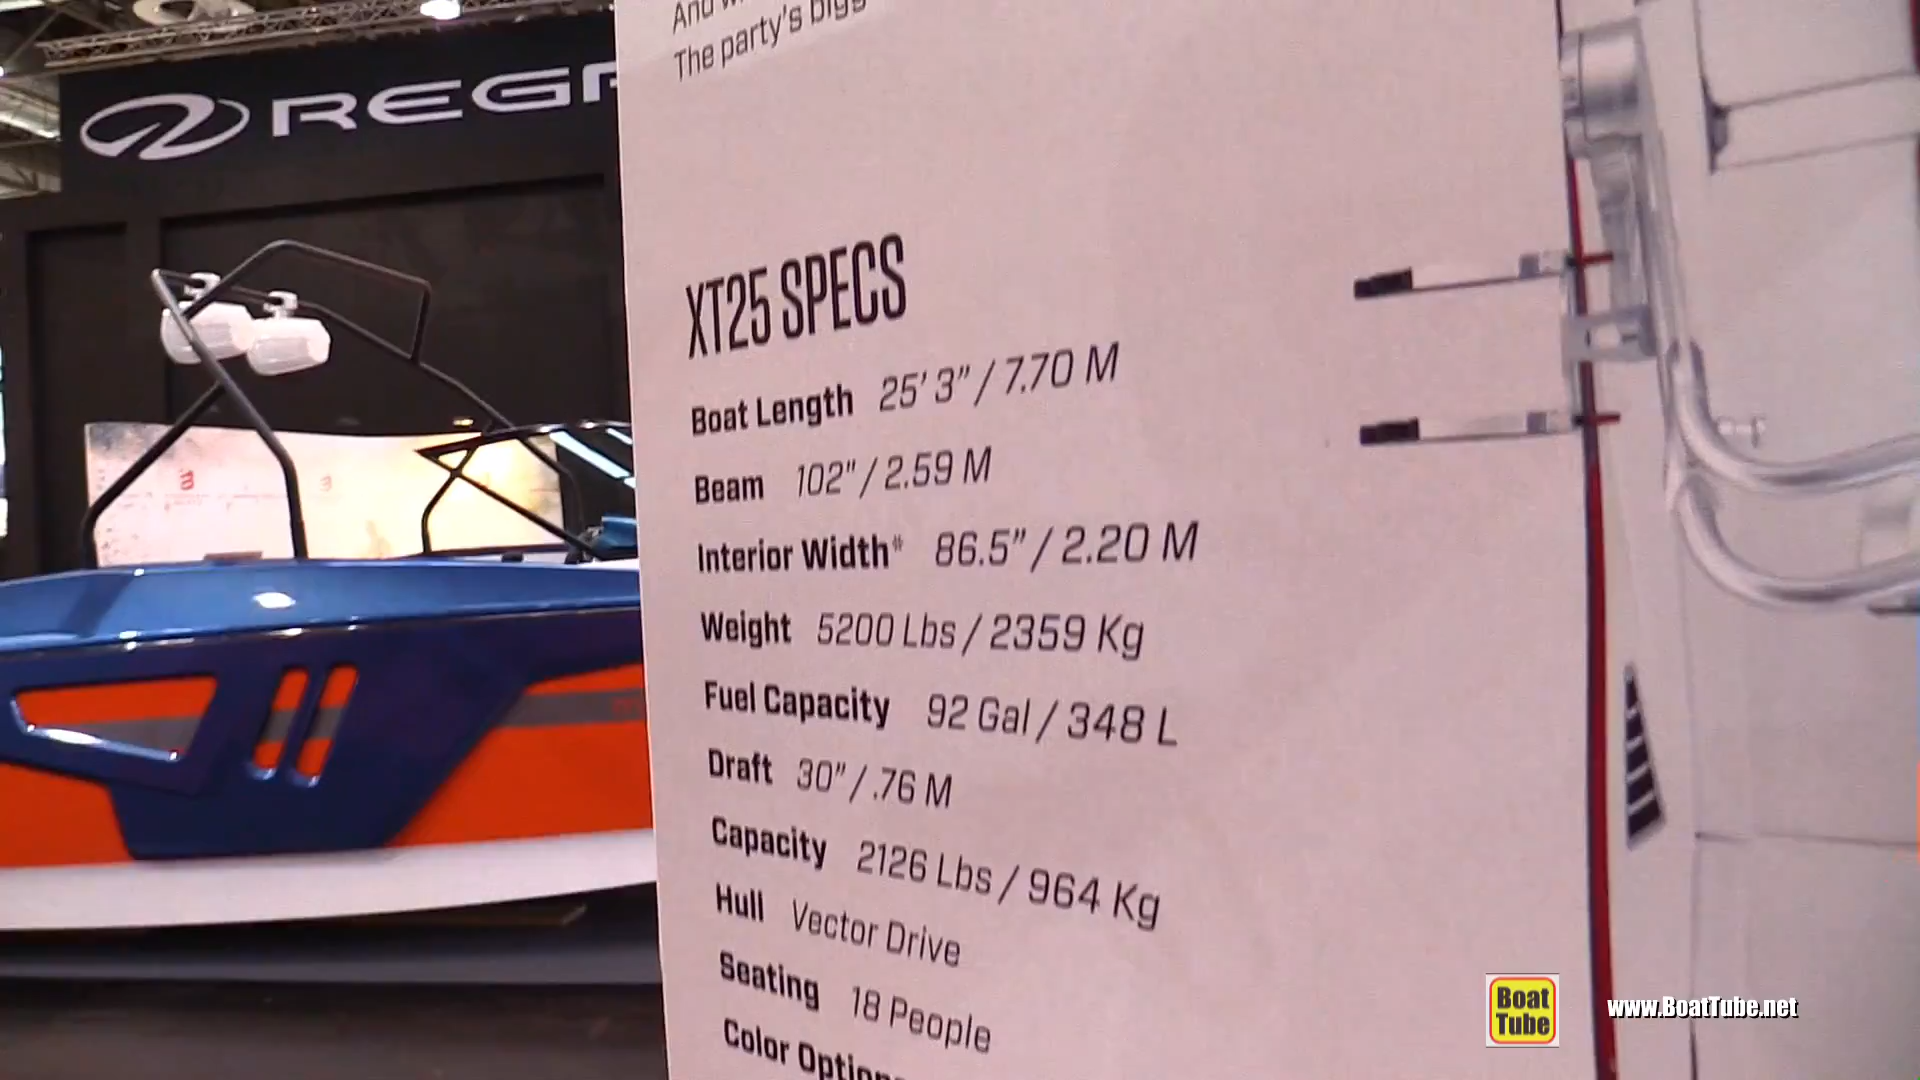 The party's
REG
XT25 SPECS
Boat Length 25' 3" / 7.70 M
Beam 102" / 2.59 M
Interior Width* 86.5" / 2.20 M
Weight 5200 Lbs / 2359 Kg
Fuel Capacity 92 Gal / 348 L
Draft 30" / .76 M
Capacity 2126 Lbs / 964 Kg
Hull Vector Drive
Seating 18 People
Color
Boat
Tube
www.BoatTube.net